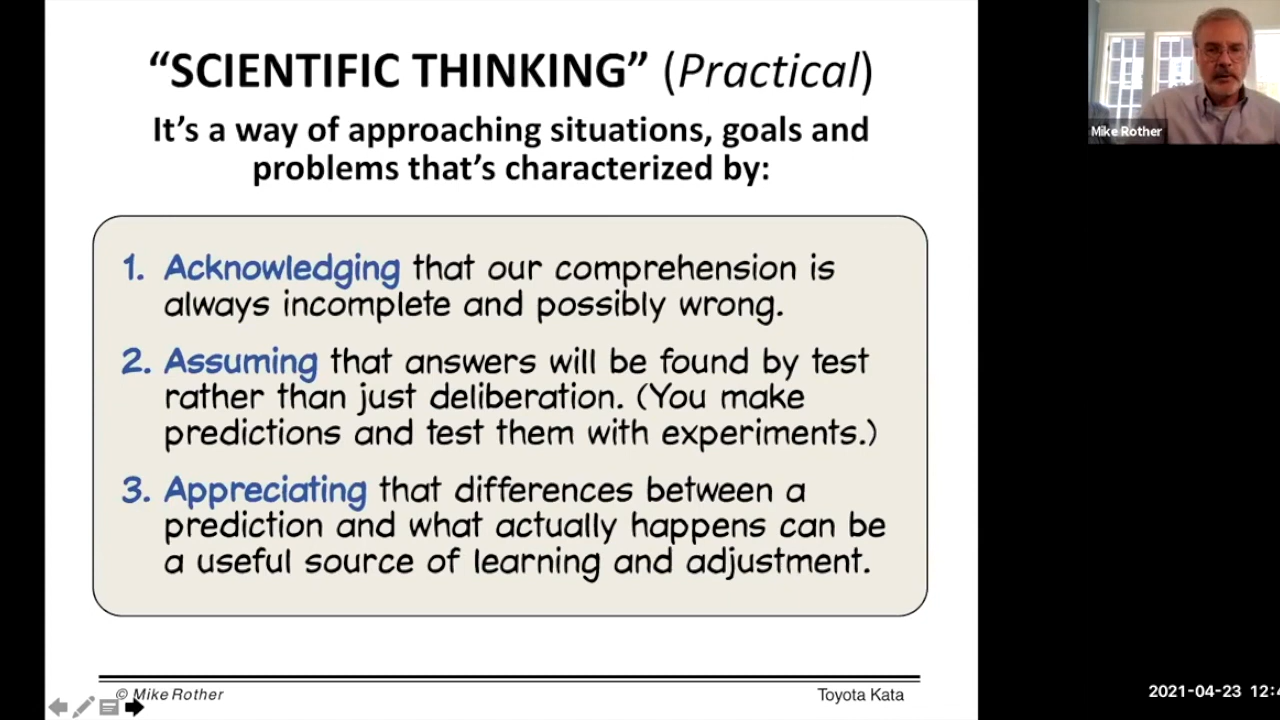 “SCIENTIFIC THINKING” (Practical)
It’s a way of approaching situations, goals and
problems that’s characterized by:
1. Acknowledging that our comprehension is
always incomplete and possibly wrong.
2. Assuming that answers will be found by test
rather than just deliberation. (You make
predictions and test them with experiments.)
3. Appreciating that differences between a
prediction and what actually happens can be
a useful source of learning and adjustment.
© Mike Rother
Toyota Kata
Mike Rother
2021-04-23 12:4